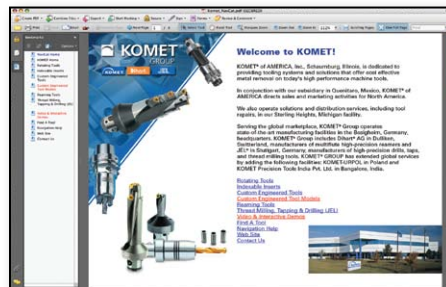 KOMET
GROUP
KOMET
Dihart
JEL
Welcome to KOMET!
KOMET® of AMERICA, Inc., Schaumburg, Illinois, is dedicated to
providing tooling systems and solutions that offer cost effective
metal removal on today's high performance machine tools.
In conjunction with our subsidiary in Queretaro, Mexico, KOMET® of
AMERICA directs sales and marketing activities for North America.
We also operate solutions and distribution services, including tool
repairs, in our Sterling Heights, Michigan facility.
Serving the global marketplace, KOMET® Group operates
state-of-the-art manufacturing facilities in the Besigheim, Germany,
headquarters. KOMET® Group includes Dihart® AG in Dulliken,
Switzerland, manufacturers of multiflute high-precision reamers and
JEL® in Stuttgart, Germany, manufacturers of high-precision drills, taps,
and thread milling tools. KOMET® GROUP has extended global services
by adding the following facilities: KOMET-URPOL in Poland and
KOMET Precision Tools India Pvt. Ltd. in Bangalore, India.
Rotating Tools
Indexable Inserts
Custom Engineered Tools
Custom Engineered Tool Models
Reaming Tools
Thread Milling, Tapping & Drilling (JEL)
Video & Interactive Demos
Find A Tool
Navigation Help
Web Site
Contact Us